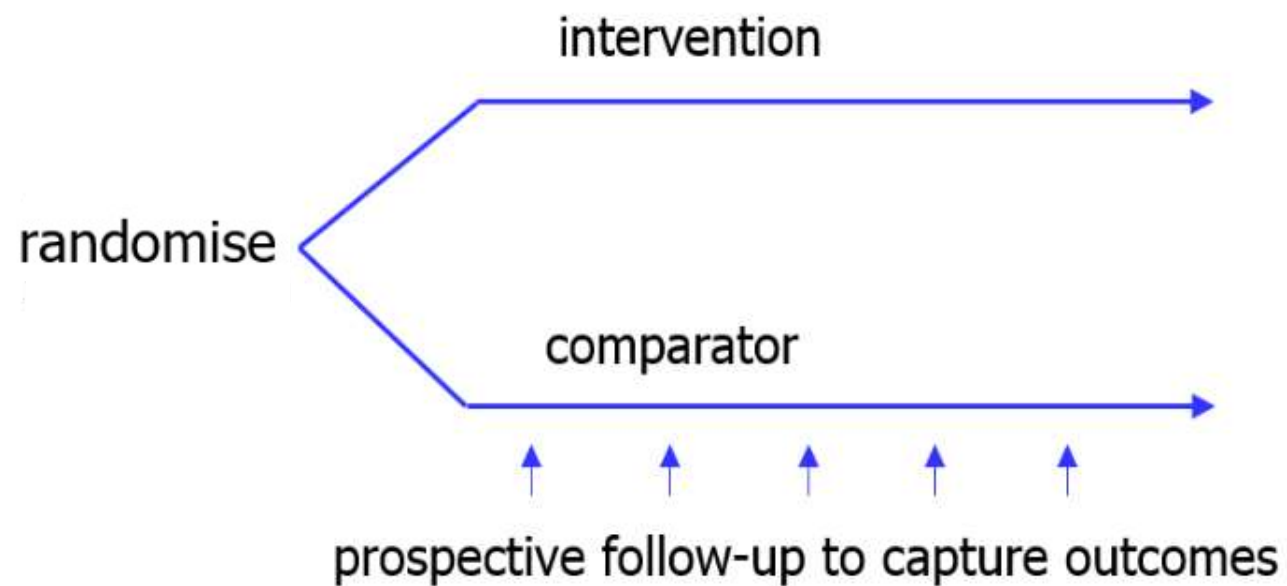 intervention
randomise
comparator
prospective follow-up to capture outcomes